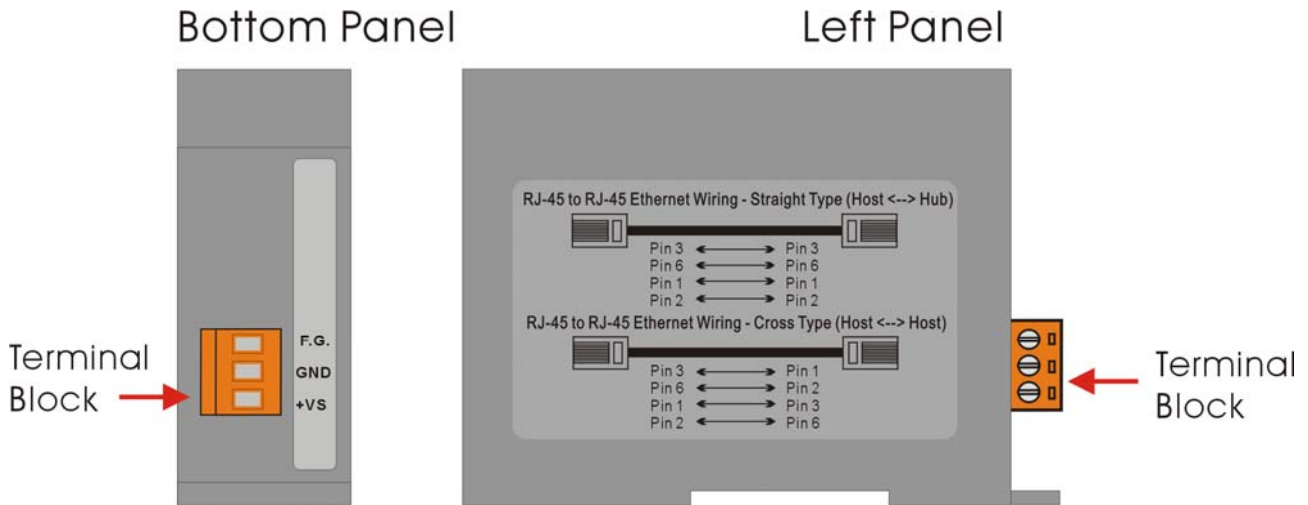 Bottom Panel
Left Panel
F.G.
GND
+VS
Terminal
Block
RJ-45 to RJ-45 Ethernet Wiring - Straight Type (Host <--> Hub)
Pin 3 Pin 3
Pin 6 Pin 6
Pin 1 Pin 1
Pin 2 Pin 2
RJ-45 to RJ-45 Ethernet Wiring - Cross Type (Host <--> Host)
Pin 3 Pin 1
Pin 6 Pin 2
Pin 1 Pin 3
Pin 2 Pin 6
Terminal
Block